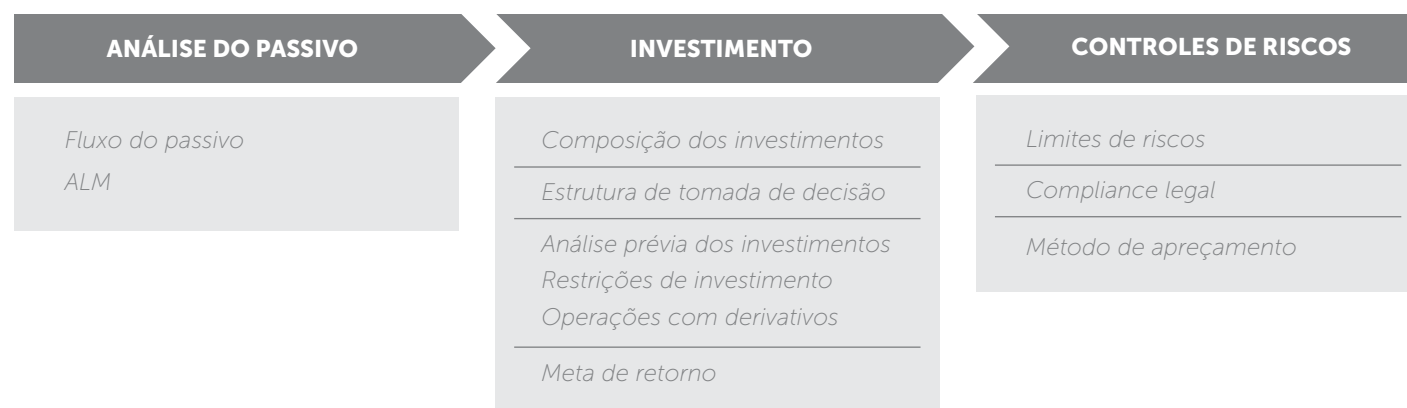 ANÁLISE DO PASSIVO
Fluxo do passivo
ALM
INVESTIMENTO
Composição dos investimentos
Estrutura de tomada de decisão
Análise prévia dos investimentos
Restrições de investimento
Operações com derivativos
Meta de retorno
CONTROLES DE RISCOS
Limites de riscos
Compliance legal
Método de apreçamento